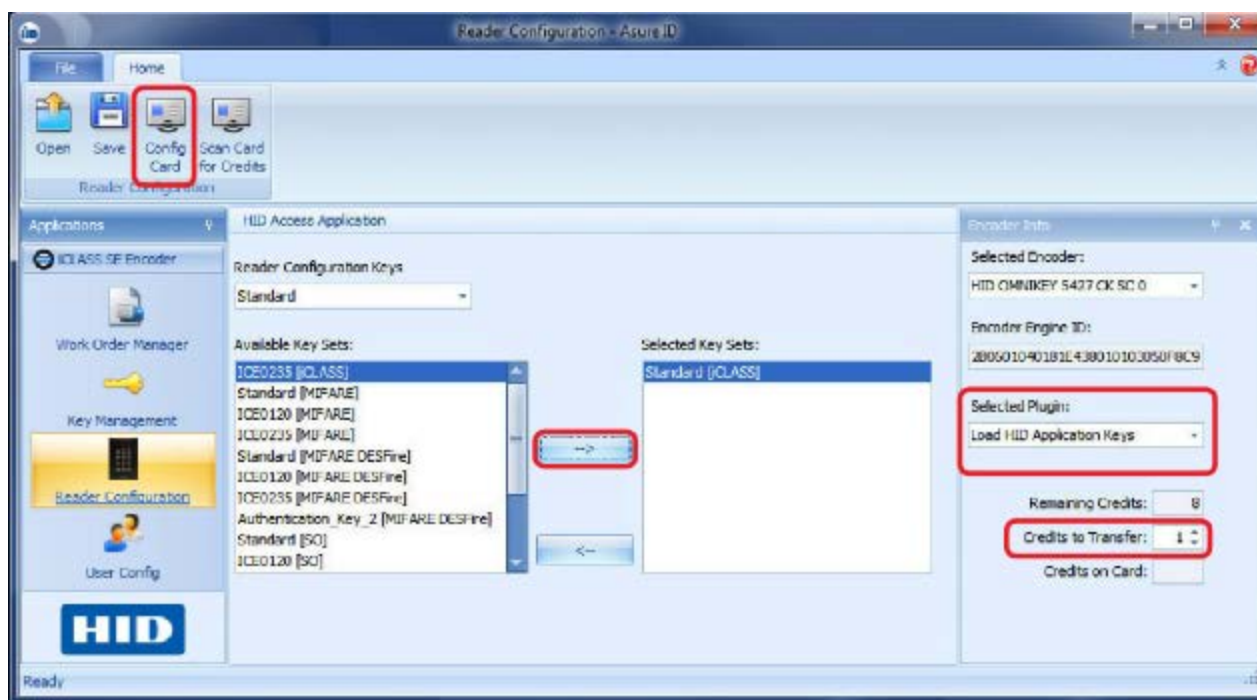 Reader Configuration - Asure ID
File Home
Open Save Config Card Scan Card for Credits
Reader Configuration
Applications
iCLASS SE Encoder
Work Order Manager
Key Management
Reader Configuration
User Config
HID
Ready
HID Access Application
Reader Configuration Keys
Standard
Available Key Sets:
ICE0235 [iCLASS]
Standard [MIFARE]
ICE0120 [MIFARE]
ICE0235 [MIFARE]
Standard [MIFARE DESFire]
ICE0120 [MIFARE DESFire]
ICE0235 [MIFARE DESFire]
Authentication_Key_2 [MIFARE DESFire]
Standard [SO]
ICE0120 [SO]
-->
<--
Selected Key Sets:
Standard [iCLASS]
Encoder Info
Selected Encoder:
HID OMNIKEY 5427 CK SC 0
Encoder Engine ID:
Selected Plugin:
Load HID Application Keys
Remaining Credits: 8
Credits to Transfer: 1
Credits on Card: